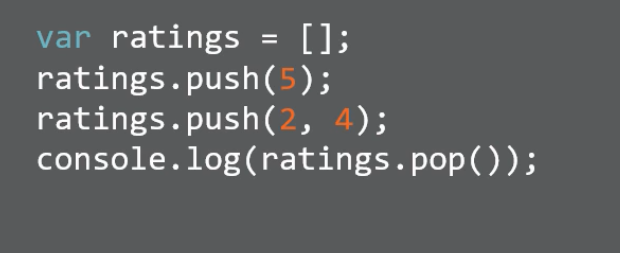 var ratings = [];
ratings.push(5);
ratings.push(2, 4);
console.log(ratings.pop());